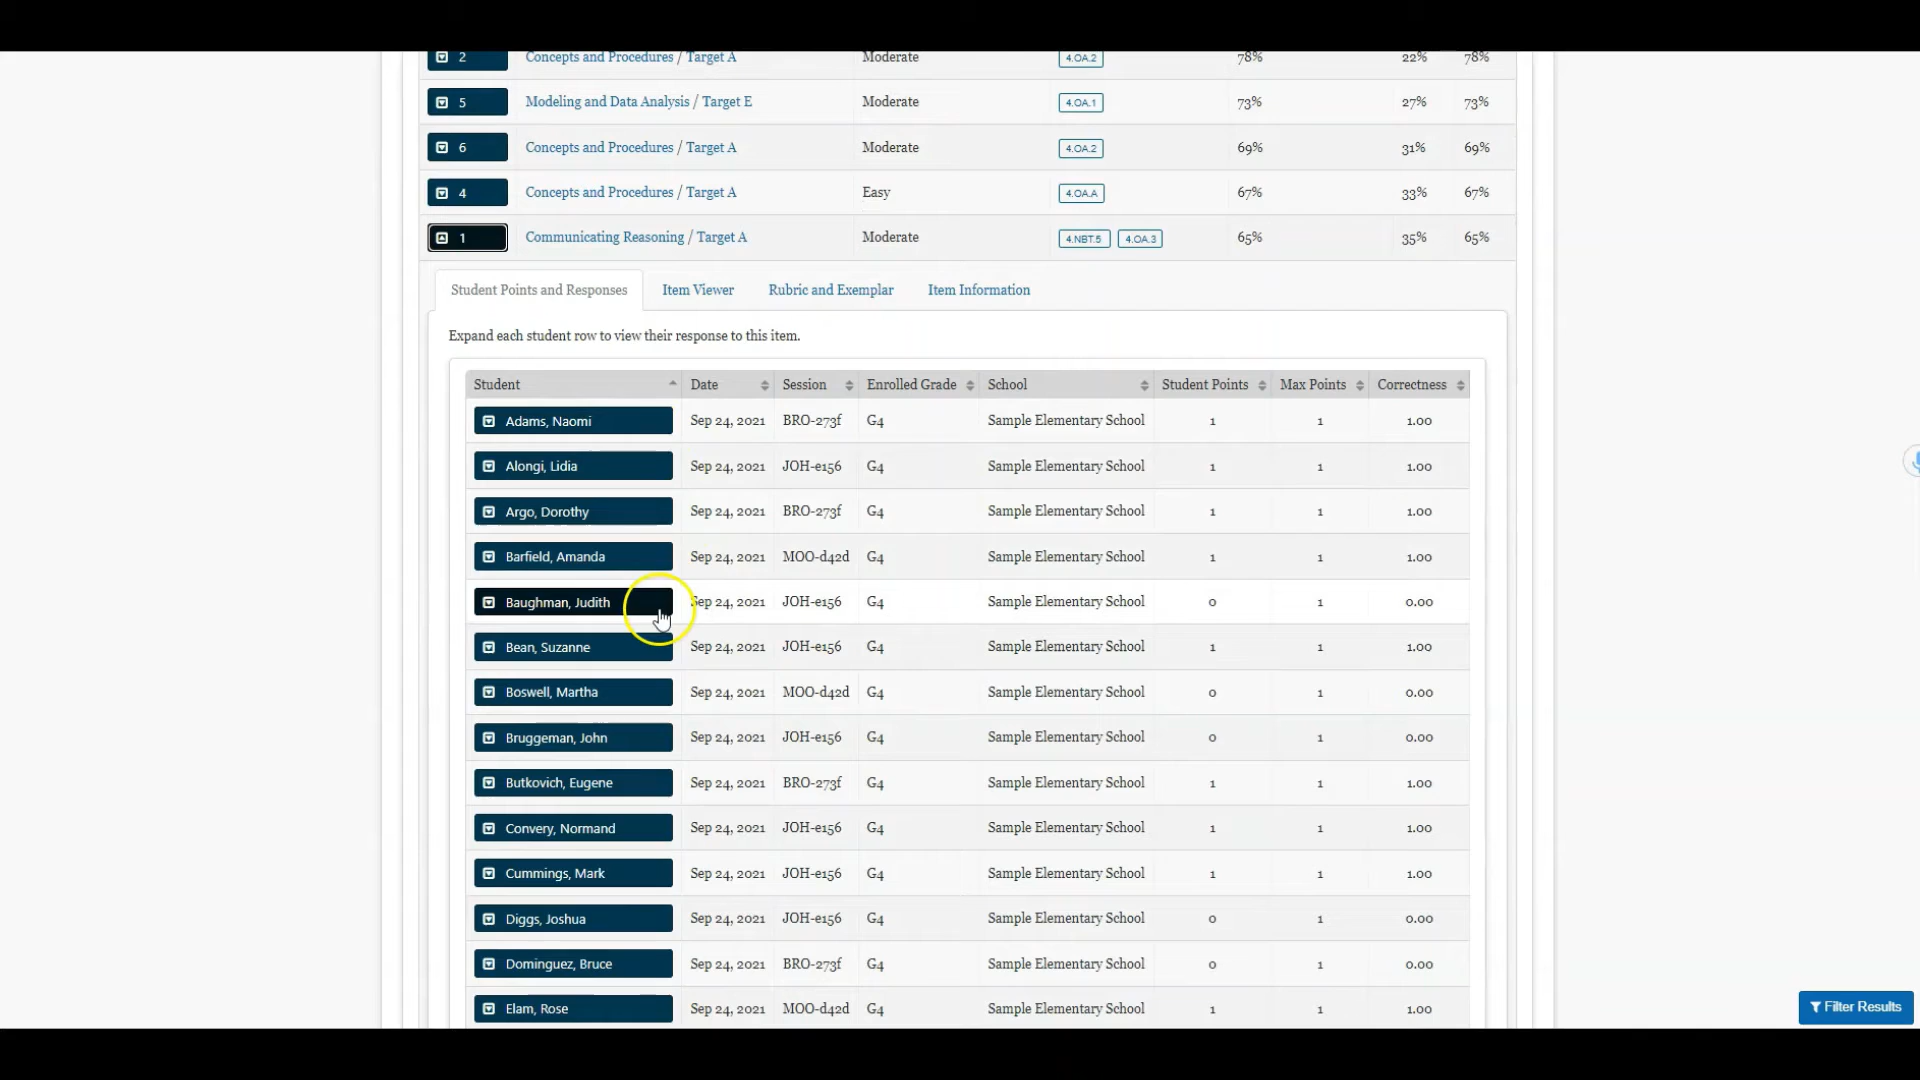 2 Concepts and Procedures / Target A Moderate 4.OA.2 78% 22% 78%
5 Modeling and Data Analysis / Target E Moderate 4.OA.1 73% 27% 73%
6 Concepts and Procedures / Target A Moderate 4.OA.2 69% 31% 69%
4 Concepts and Procedures / Target A Easy 4.OA.A 67% 33% 67%
1 Communicating Reasoning / Target A Moderate 4.NBT.5 4.OA.3 65% 35% 65%
Student Points and Responses Item Viewer Rubric and Exemplar Item Information
Expand each student row to view their response to this item.
Student Date Session Enrolled Grade School Student Points Max Points Correctness
Adams, Naomi Sep 24, 2021 BRO-273f G4 Sample Elementary School 1 1 1.00
Alongi, Lidia Sep 24, 2021 JOH-e156 G4 Sample Elementary School 1 1 1.00
Argo, Dorothy Sep 24, 2021 BRO-273f G4 Sample Elementary School 1 1 1.00
Barfield, Amanda Sep 24, 2021 MOO-d42d G4 Sample Elementary School 1 1 1.00
Baughman, Judith Sep 24, 2021 JOH-e156 G4 Sample Elementary School 0 1 0.00
Bean, Suzanne Sep 24, 2021 JOH-e156 G4 Sample Elementary School 1 1 1.00
Boswell, Martha Sep 24, 2021 MOO-d42d G4 Sample Elementary School 0 1 0.00
Bruggeman, John Sep 24, 2021 JOH-e156 G4 Sample Elementary School 0 1 0.00
Butkovich, Eugene Sep 24, 2021 BRO-273f G4 Sample Elementary School 1 1 1.00
Convery, Normand Sep 24, 2021 JOH-e156 G4 Sample Elementary School 1 1 1.00
Cummings, Mark Sep 24, 2021 JOH-e156 G4 Sample Elementary School 1 1 1.00
Diggs, Joshua Sep 24, 2021 JOH-e156 G4 Sample Elementary School 0 1 0.00
Dominguez, Bruce Sep 24, 2021 BRO-273f G4 Sample Elementary School 0 1 0.00
Elam, Rose Sep 24, 2021 MOO-d42d G4 Sample Elementary School 1 1 1.00
Filter Results